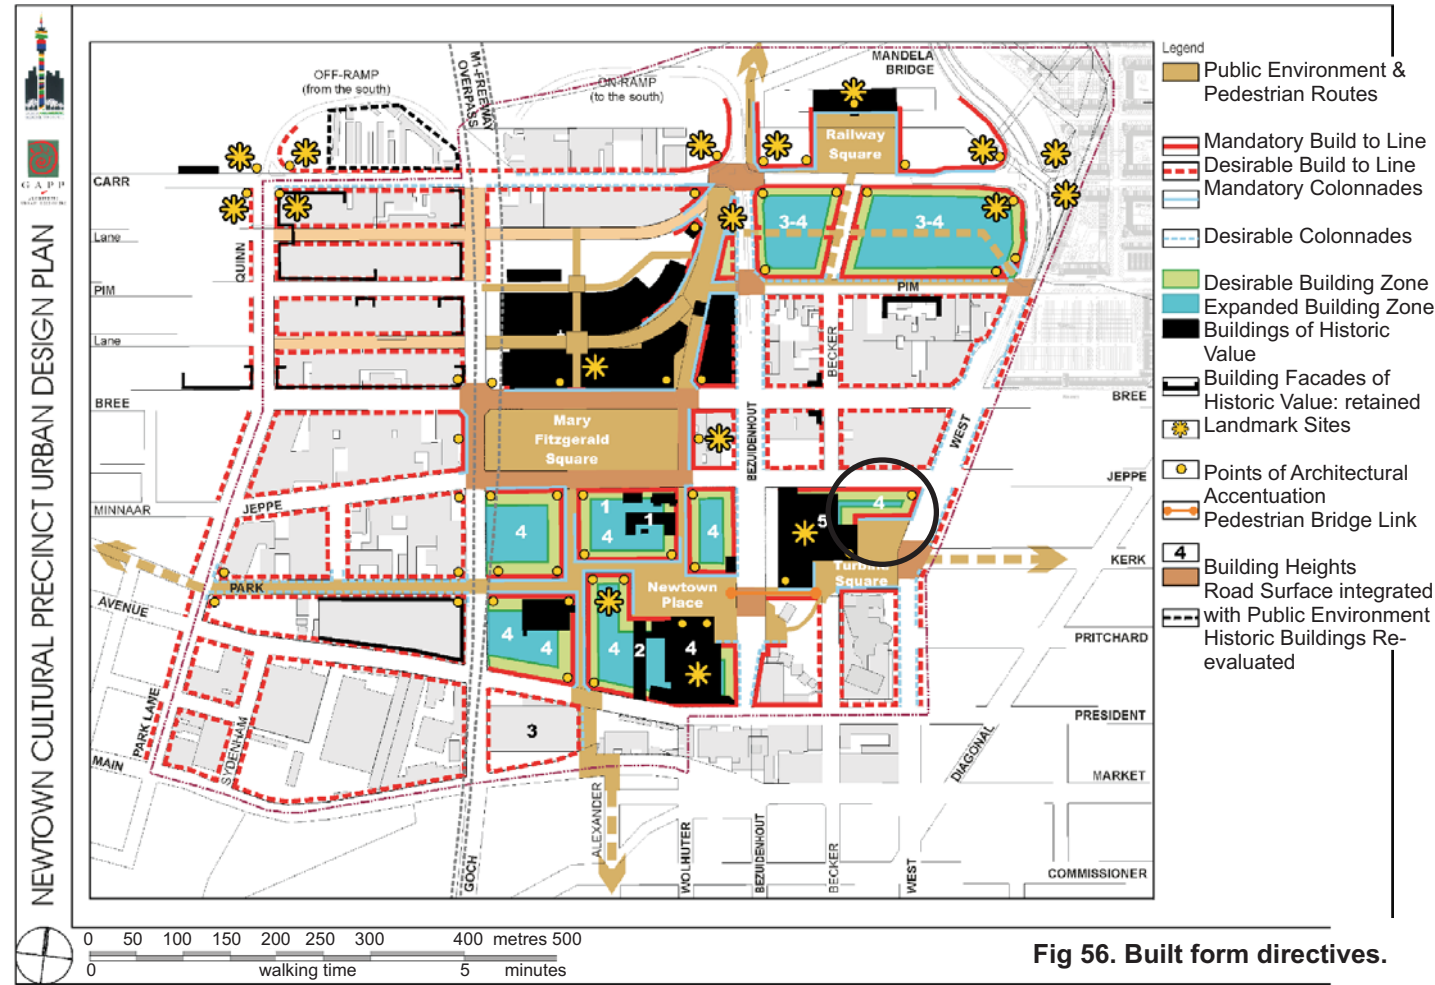 NEWTOWN CULTURAL PRECINCT URBAN DESIGN PLAN
GAPP
OFF-RAMP
(from the south)
M1-FREEWAY
OVERPASS
ON-RAMP
(to the south)
MANDELA
BRIDGE
Railway
Square
CARR
Lane
QUINN
PIM
Lane
BREE
3-4
3-4
PIM
BECKER
BREE
Mary
Fitzgerald
Square
BEZUIDENHOUT
WEST
JEPPE
MINNAAR
JEPPE
4
1
4
1
4
5
4
KERK
Turbine
Square
PARK
Newtown
Place
AVENUE
4
4
4
2
4
PRITCHARD
PARK LANE
SYDENHAM
3
PRESIDENT
DIAGONAL
MAIN
MARKET
GOCH
ALEXANDER
WOLHUTER
BEZUIDENHOUT
BECKER
WEST
COMMISSIONER
Legend
Public Environment &
Pedestrian Routes
Mandatory Build to Line
Desirable Build to Line
Mandatory Colonnades
Desirable Colonnades
Desirable Building Zone
Expanded Building Zone
Buildings of Historic
Value
Building Facades of
Historic Value: retained
Landmark Sites
Points of Architectural
Accentuation
Pedestrian Bridge Link
4
Building Heights
Road Surface integrated
with Public Environment
Historic Buildings Re-
evaluated
0 50 100 150 200 250 300 400 metres 500
0 walking time 5 minutes
Fig 56. Built form directives.